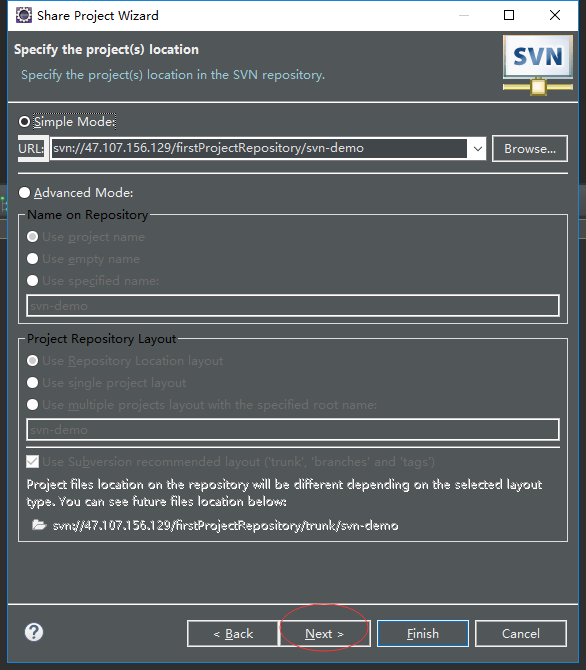 Share Project Wizard
Specify the project(s) location
Specify the project(s) location in the SVN repository.
SVN
Simple Mode:
URL: svn://47.107.156.129/firstProjectRepository/svn-demo Browse...
Advanced Mode:
Name on Repository
Use project name
Use empty name
Use specified name:
svn-demo
Project Repository Layout
Use Repository Location layout
Use single project layout
Use multiple projects layout with the specified root name:
svn-demo
Use Subversion recommended layout ('trunk', 'branches' and 'tags')
Project files location on the repository will be different depending on the selected layout
type. You can see future files location below:
svn://47.107.156.129/firstProjectRepository/trunk/svn-demo
? < Back Next > Finish Cancel